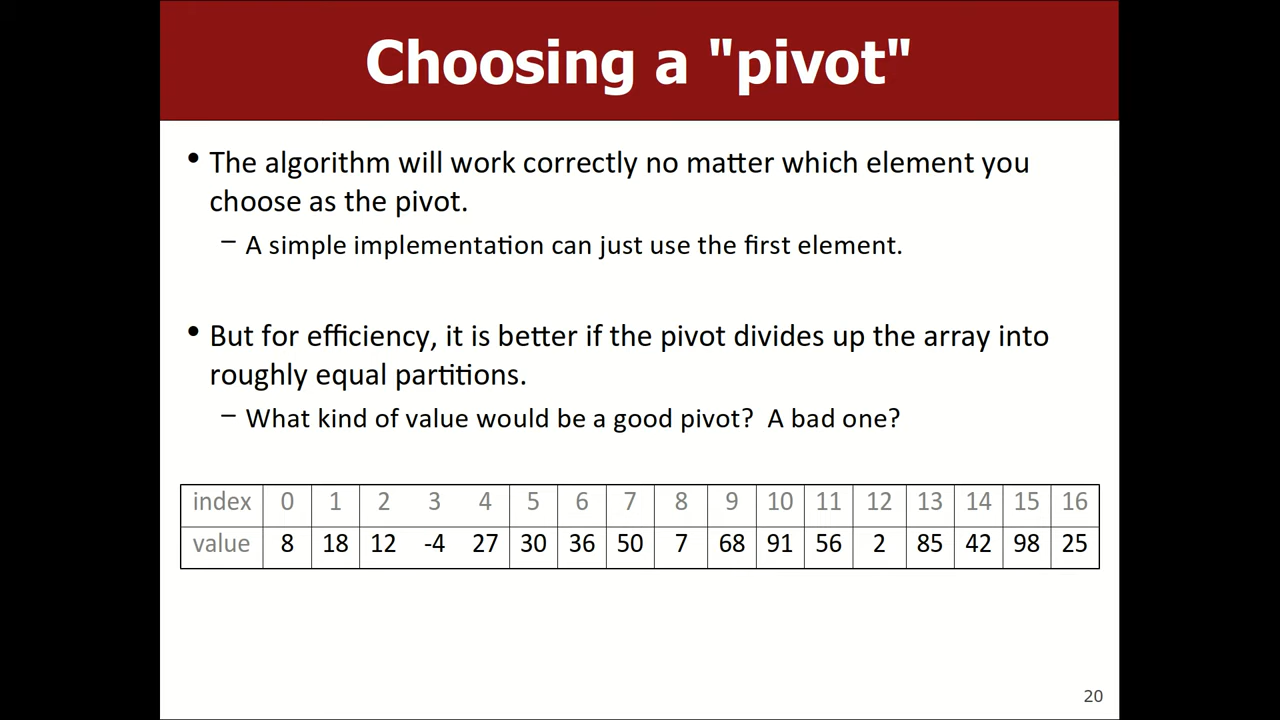 Choosing a "pivot"
• The algorithm will work correctly no matter which element you
choose as the pivot.
– A simple implementation can just use the first element.
• But for efficiency, it is better if the pivot divides up the array into
roughly equal partitions.
– What kind of value would be a good pivot? A bad one?
index 0 1 2 3 4 5 6 7 8 9 10 11 12 13 14 15 16
value 8 18 12 -4 27 30 36 50 7 68 91 56 2 85 42 98 25
20